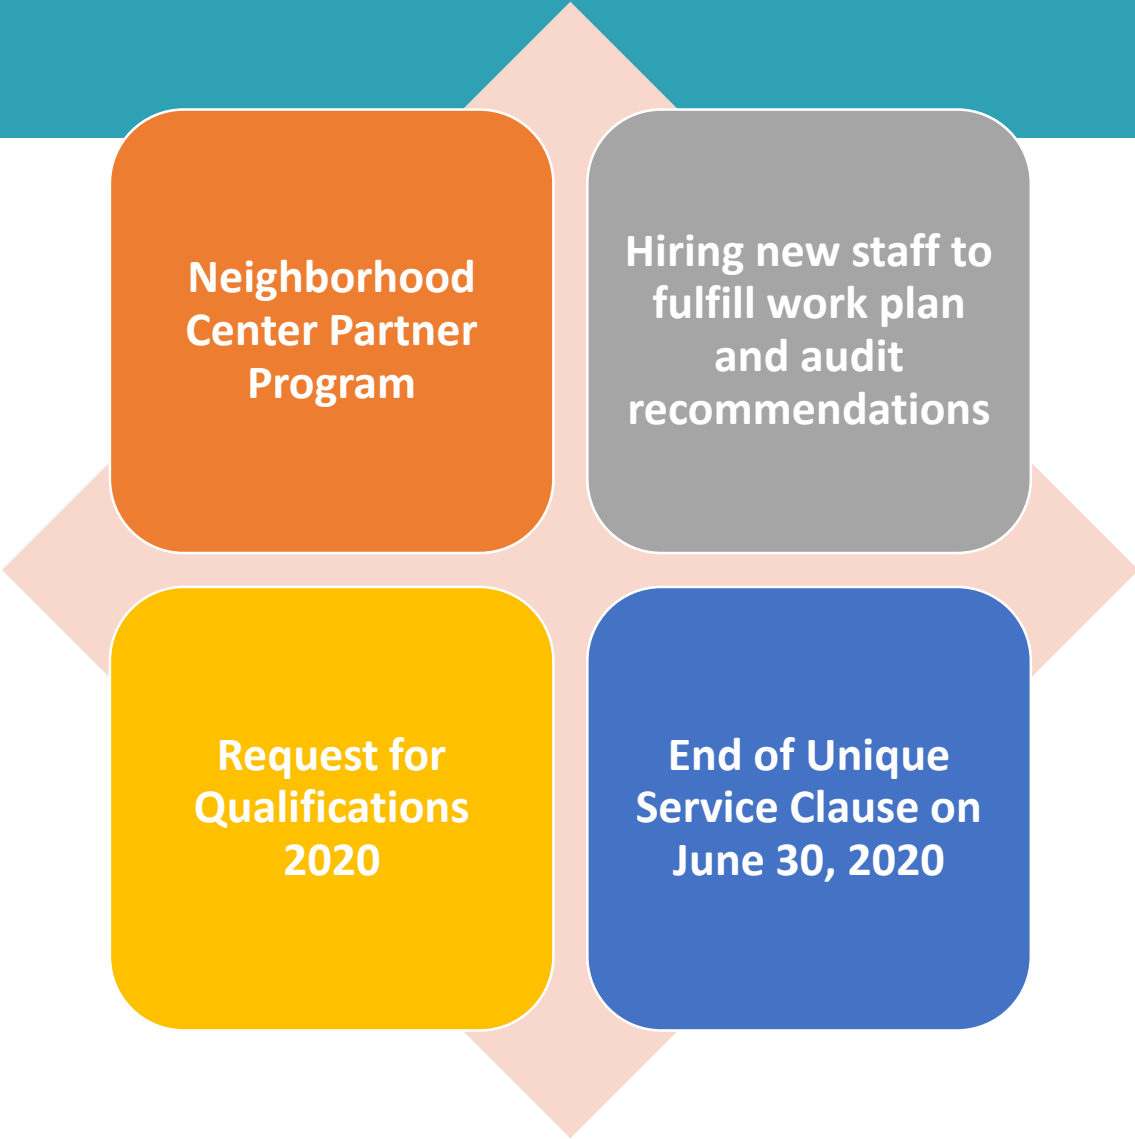 Neighborhood
Center Partner
Program
Hiring new staff to
fulfill work plan
and audit
recommendations
Request for
Qualifications
2020
End of Unique
Service Clause on
June 30, 2020